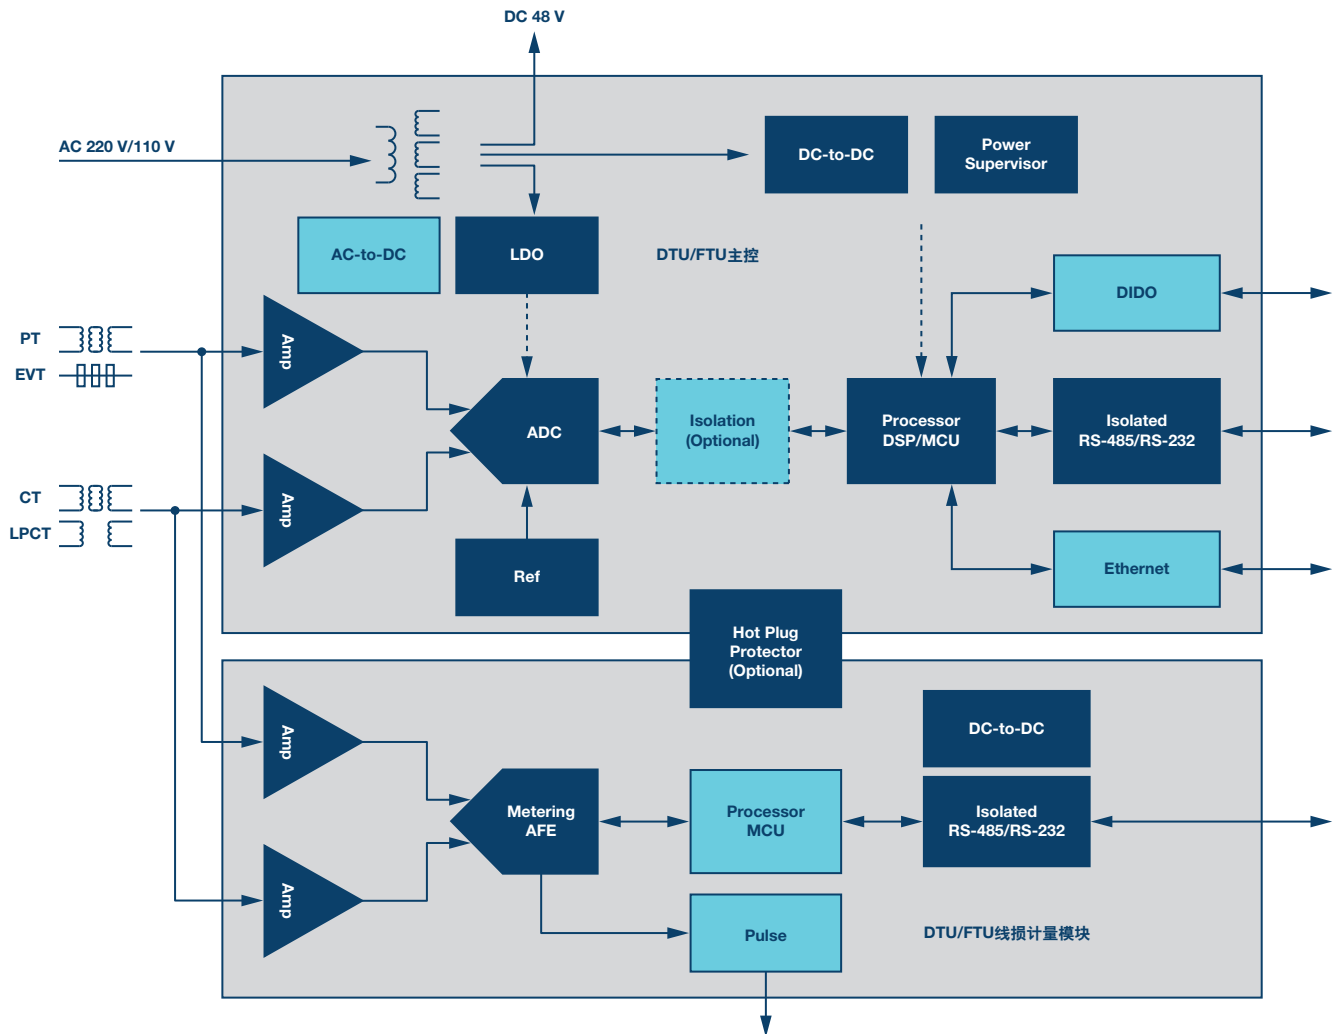 DC 48 V
AC 220 V/110 V
DC-to-DC
Power
Supervisor
AC-to-DC
LDO
DTU/FTU主控
DIDO
PT
EVT
Amp
ADC
Isolation
(Optional)
Processor
DSP/MCU
Isolated
RS-485/RS-232
CT
LPCT
Amp
Ref
Ethernet
Hot Plug
Protector
(Optional)
Amp
DC-to-DC
Metering
AFE
Processor
MCU
Isolated
RS-485/RS-232
Amp
Pulse
DTU/FTU线损计量模块